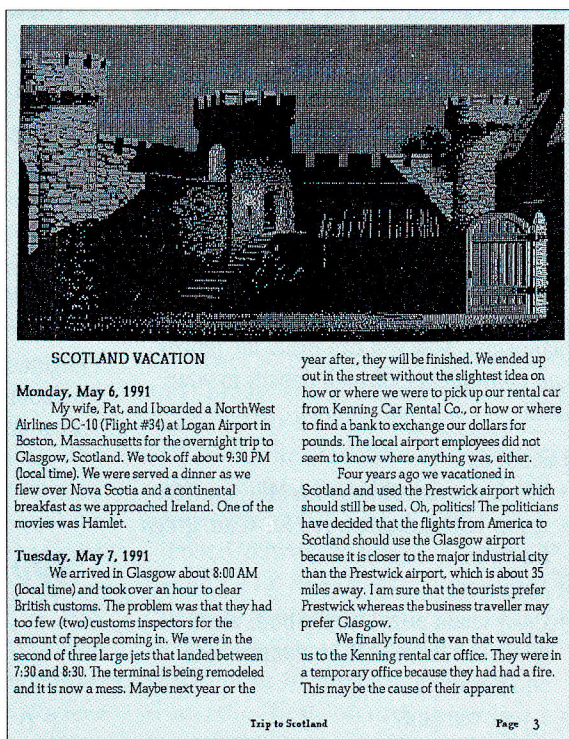 SCOTLAND VACATION
Monday, May 6, 1991
My wife, Pat, and I boarded a NorthWest
Airlines DC-10 (Flight #34) at Logan Airport in
Boston, Massachusetts for the overnight trip to
Glasgow, Scotland. We took off about 9:30 PM
(local time). We were served a dinner as we
flew over Nova Scotia and a continental
breakfast as we approached Ireland. One of the
movies was Hamlet.
Tuesday, May 7, 1991
We arrived in Glasgow about 8:00 AM
(local time) and took over an hour to clear
British customs. The problem was that they had
too few (two) customs inspectors for the
amount of people coming in. We were in the
second of three large jets that landed between
7:30 and 8:30. The terminal is being remodeled
and it is now a mess. Maybe next year or the
year after, they will be finished. We ended up
out in the street without the slightest idea on
how or where we were to pick up our rental car
from Kenning Car Rental Co., or how or where
to find a bank to exchange our dollars for
pounds. The local airport employees did not
seem to know where anything was, either.
Four years ago we vacationed in
Scotland and used the Prestwick airport which
should still be used. Oh, politics! The politicians
have decided that the flights from America to
Scotland should use the Glasgow airport
because it is closer to the major industrial city
than the Prestwick airport, which is about 35
miles away. I am sure that the tourists prefer
Prestwick whereas the business traveller may
prefer Glasgow.
We finally found the van that would take
us to the Kenning rental car office. They were in
a temporary office because they had had a fire.
This may be the cause of their apparent
Trip to Scotland Page 3